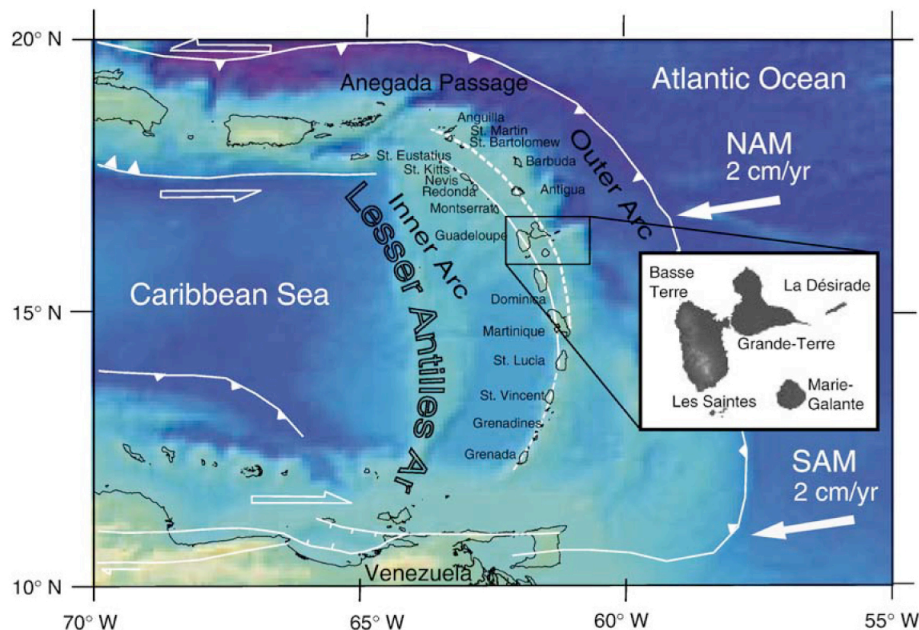 20° N
Anegada Passage
Atlantic Ocean
Anguilla
St. Martin
St. Bartolomew
St. Eustatius
Barbuda
St. Kitts
Nevis
Antigua
Redonda
Montserrat
Guadeloupe
Outer Arc
NAM
2 cm/yr
Inner Arc
Lesser Antilles Ar
Caribbean Sea
15° N
Dominica
Martinique
St. Lucia
St. Vincent
Grenadines
Grenada
Basse
Terre
La Désirade
Grande-Terre
Les Saintes
Marie-
Galante
SAM
2 cm/yr
Venezuela
10° N
70° W
65° W
60° W
55° W